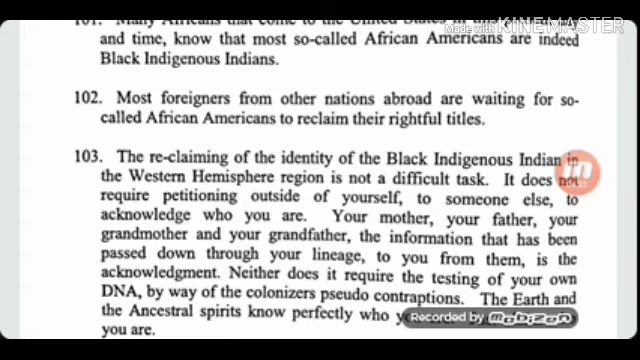 101. Many Africans that come to the United States in
Made with KINEMASTER
and time, know that most so-called African Americans are indeed
Black Indigenous Indians.
102. Most foreigners from other nations abroad are waiting for so-
called African Americans to reclaim their rightful titles.
103. The re-claiming of the identity of the Black Indigenous Indian in
the Western Hemisphere region is not a difficult task. It does not
require petitioning outside of yourself, to someone else, to
acknowledge who you are. Your mother, your father, your
grandmother and your grandfather, the information that has been
passed down through your lineage, to you from them, is the
acknowledgment. Neither does it require the testing of your own
DNA, by way of the colonizers pseudo contraptions. The Earth and
the Ancestral spirits know perfectly who
Recorded by mobizen
you are.